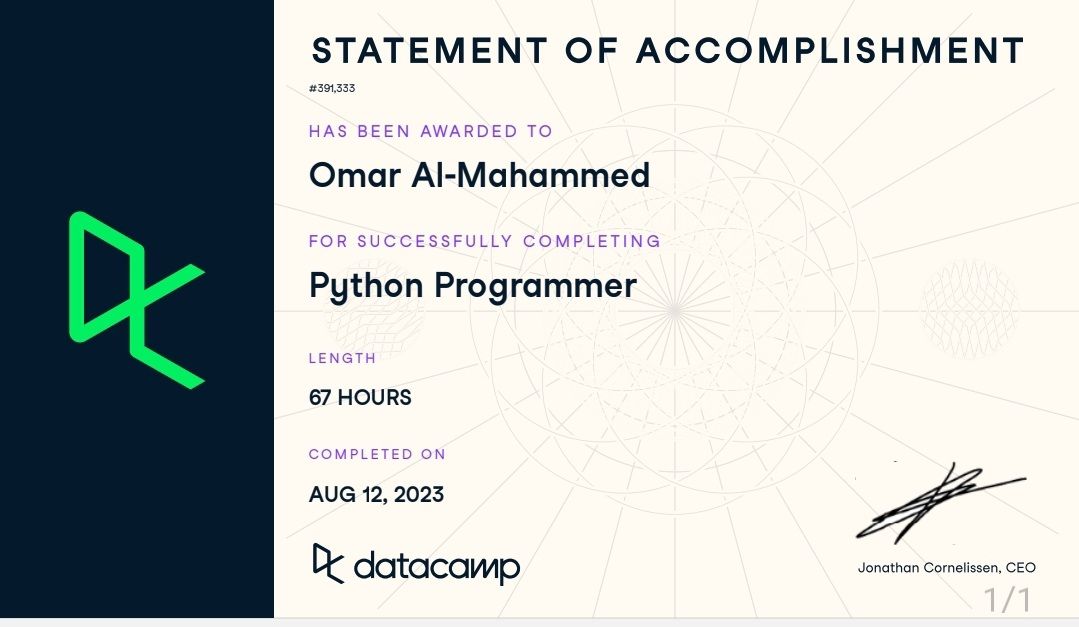 STATEMENT OF ACCOMPLISHMENT
#391,333
HAS BEEN AWARDED TO
Omar Al-Mahammed
FOR SUCCESSFULLY COMPLETING
Python Programmer
LENGTH
67 HOURS
COMPLETED ON
AUG 12, 2023
datacamp
Jonathan Cornelissen, CEO
1/1